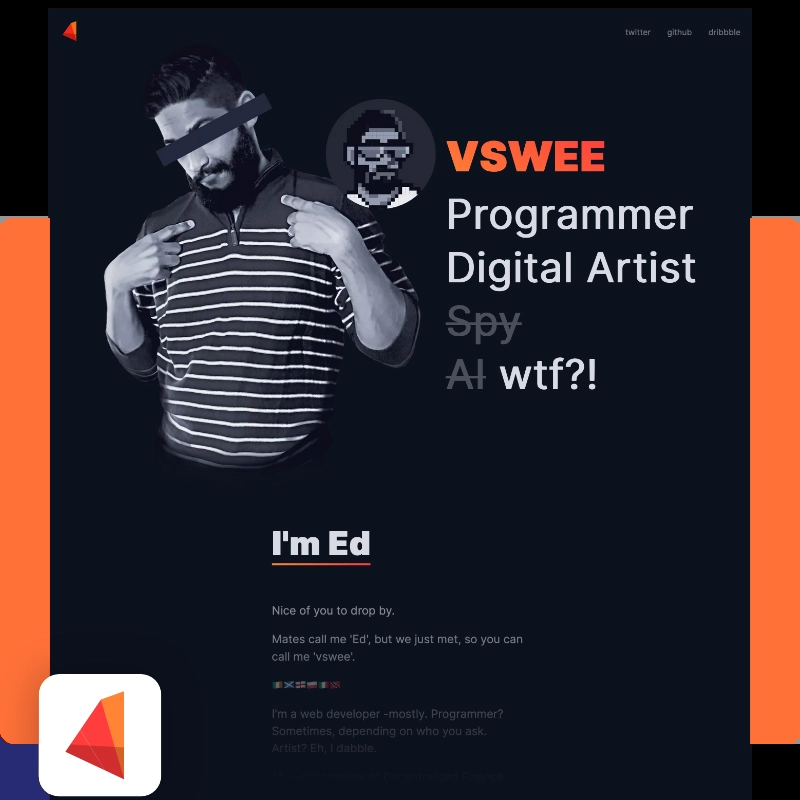 twitter github dribbble
VSWEE
Programmer
Digital Artist
Spy
AI wtf?!
I'm Ed
Nice of you to drop by.
Mates call me 'Ed', but we just met, so you can
call me 'vswee'.
I'm a web developer -mostly. Programmer?
Sometimes, depending on who you ask.
Artist? Eh, I dabble.